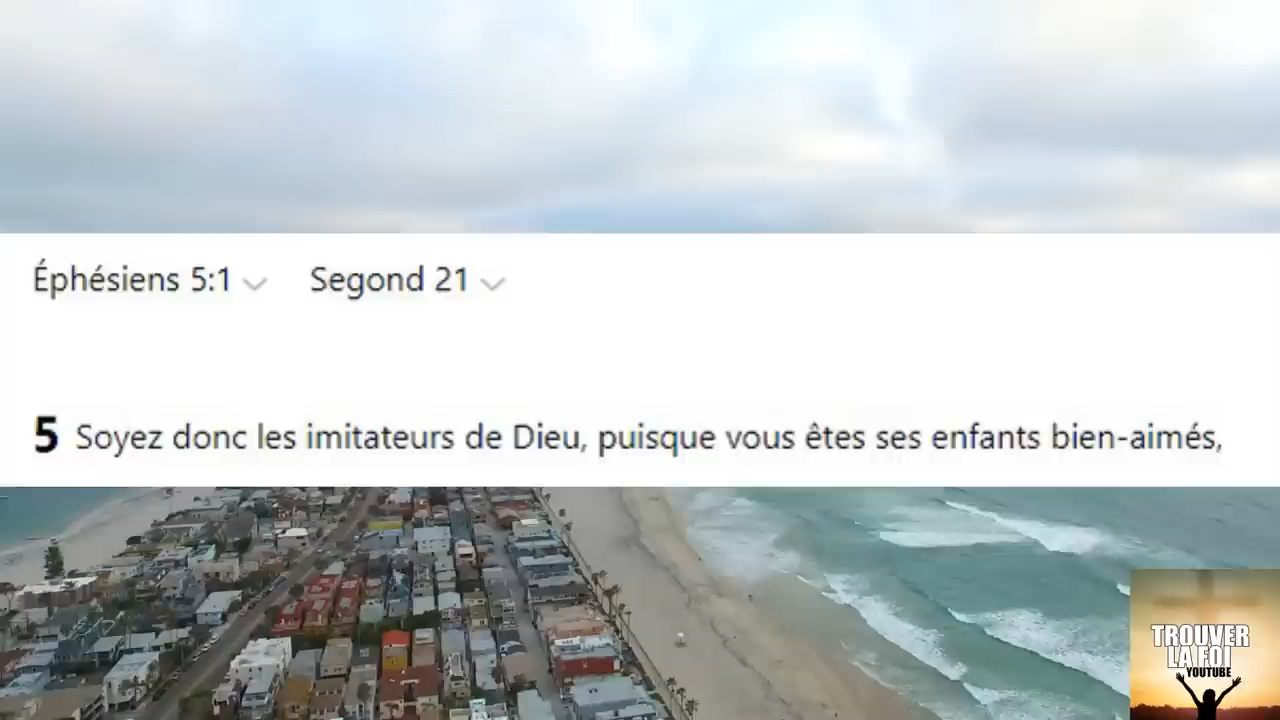 Éphésiens 5:1 Segond 21
5 Soyez donc les imitateurs de Dieu, puisque vous êtes ses enfants bien-aimés,
TROUVER
LA FOI
YOUTUBE